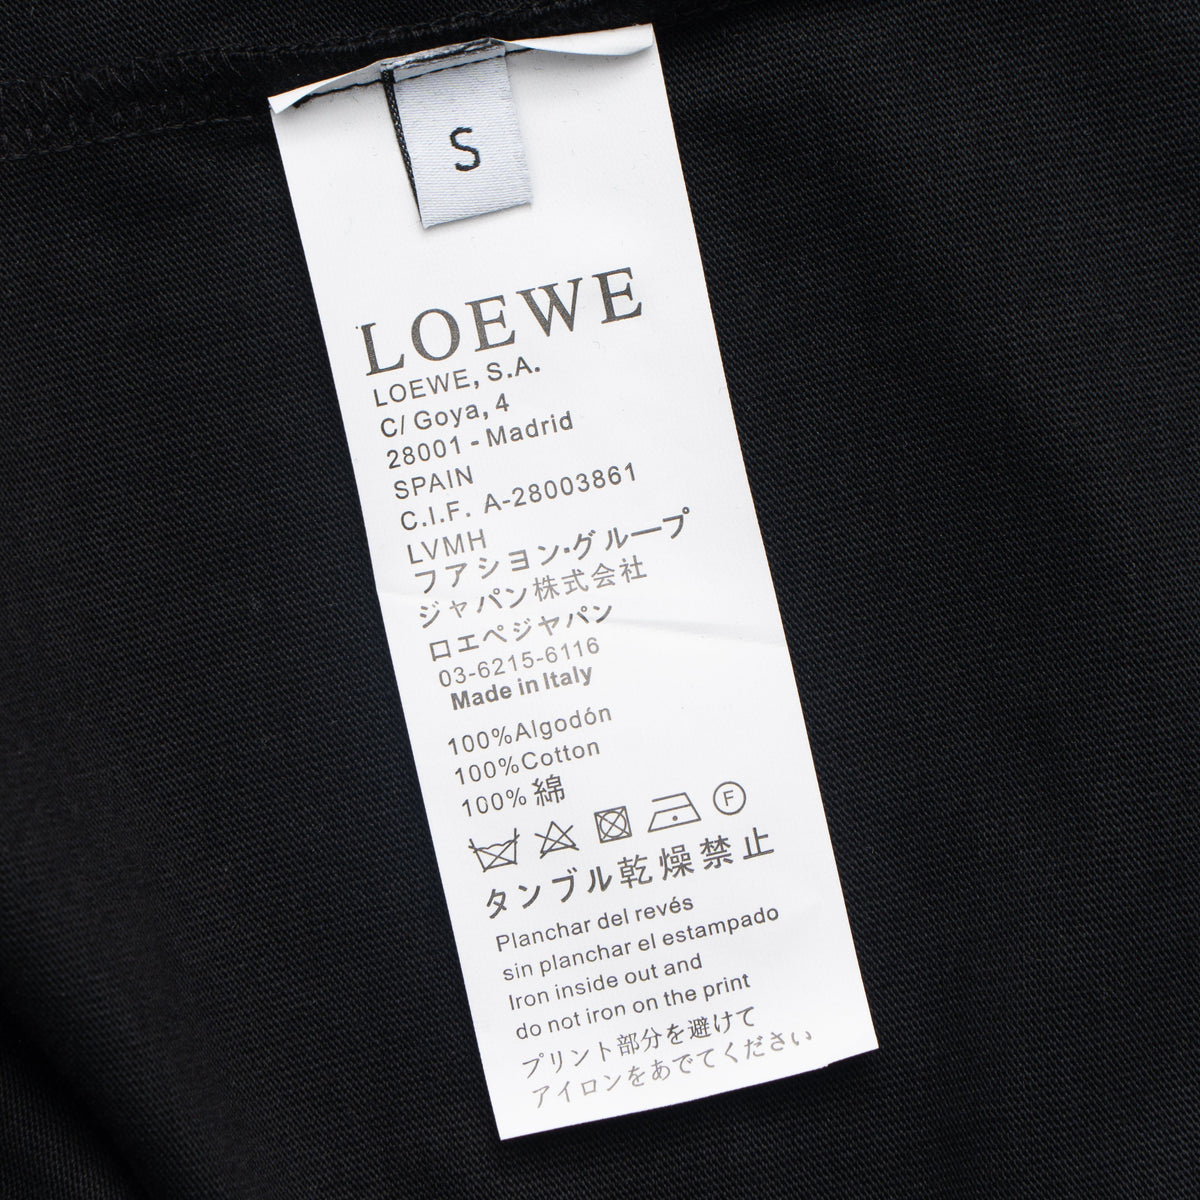 S
LOEWE
LOEWE, S.A.
C/ Goya, 4
28001 - Madrid
SPAIN
C.I.F. A-28003861
LVMH
フアシヨン·グループ
ジャパン株式会社
ロエペジャパン
03-6215-6116
Made in Italy
100%Algodón
100%Cotton
100% 綿
F
タンブル乾燥禁止
Planchar del revés
sin planchar el estampado
Iron inside out and
do not iron on the print
プリント部分を避けて
アイロンをあでてください